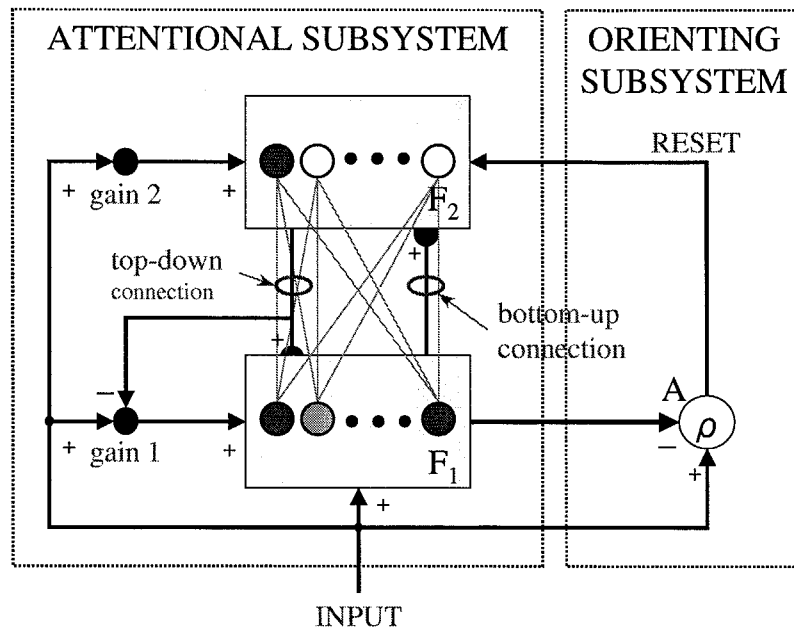 ATTENTIONAL SUBSYSTEM
ORIENTING
SUBSYSTEM
RESET
+
gain 2
+
F2
top-down
connection
+
+
bottom-up
connection
−
+
gain 1
+
F1
A
ρ
−
+
+
INPUT